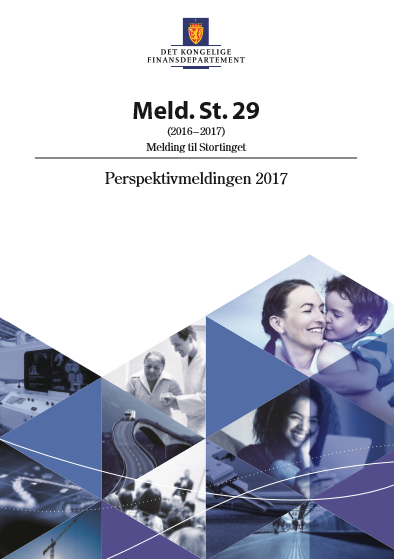 DET KONGELIGE
FINANSDEPARTEMENT
Meld. St. 29
(2016–2017)
Melding til Stortinget
Perspektivmeldingen 2017